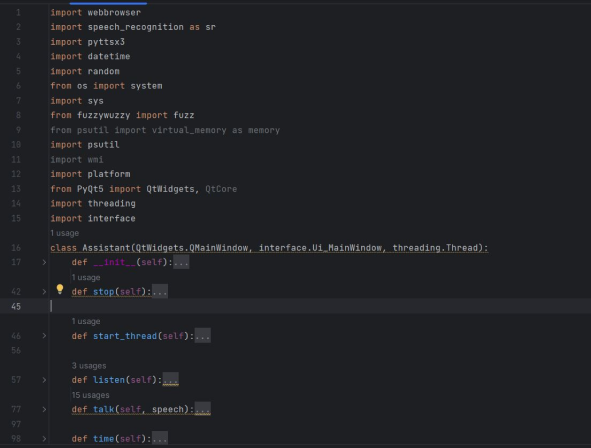 1 import webbrowser
2 import speech_recognition as sr
3 import pyttsx3
4 import datetime
5 import random
6 from os import system
7 import sys
8 from fuzzywuzzy import fuzz
9 from psutil import virtual_memory as memory
10 import psutil
11 import wmi
12 import platform
13 from PyQt5 import QtWidgets, QtCore
14 import threading
15 import interface
1 usage
16 class Assistant(QtWidgets.QMainWindow, interface.Ui_MainWindow, threading.Thread):
17 def __init__(self):...
1 usage
42 def stop(self):...
45
1 usage
46 def start_thread(self):...
56
3 usages
57 def listen(self):...
15 usages
77 def talk(self, speech):...
97
98 def time(self):...